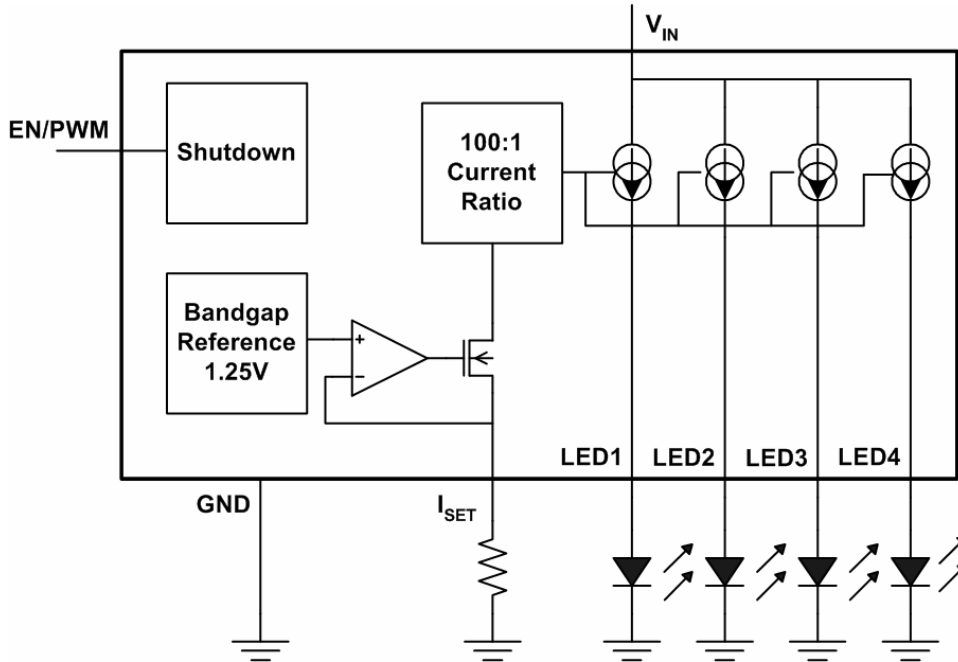 V_IN
EN/PWM
Shutdown
100:1
Current
Ratio
Bandgap
Reference
1.25V
+
−
LED1
LED2
LED3
LED4
GND
I_SET